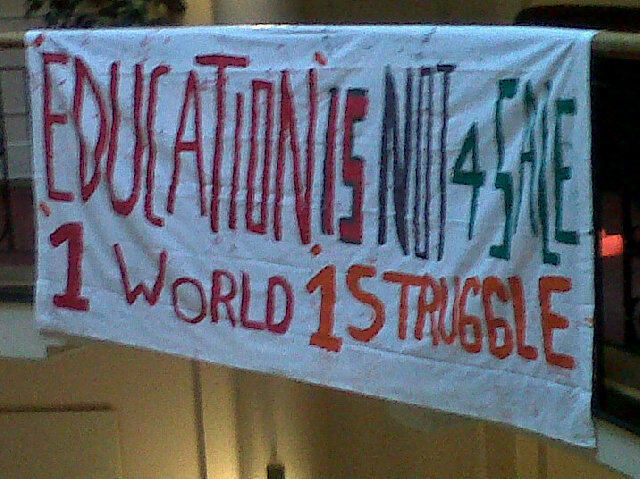 EDUCATION IS NOT 4 SALE
1 WORLD 1 STRUGGLE